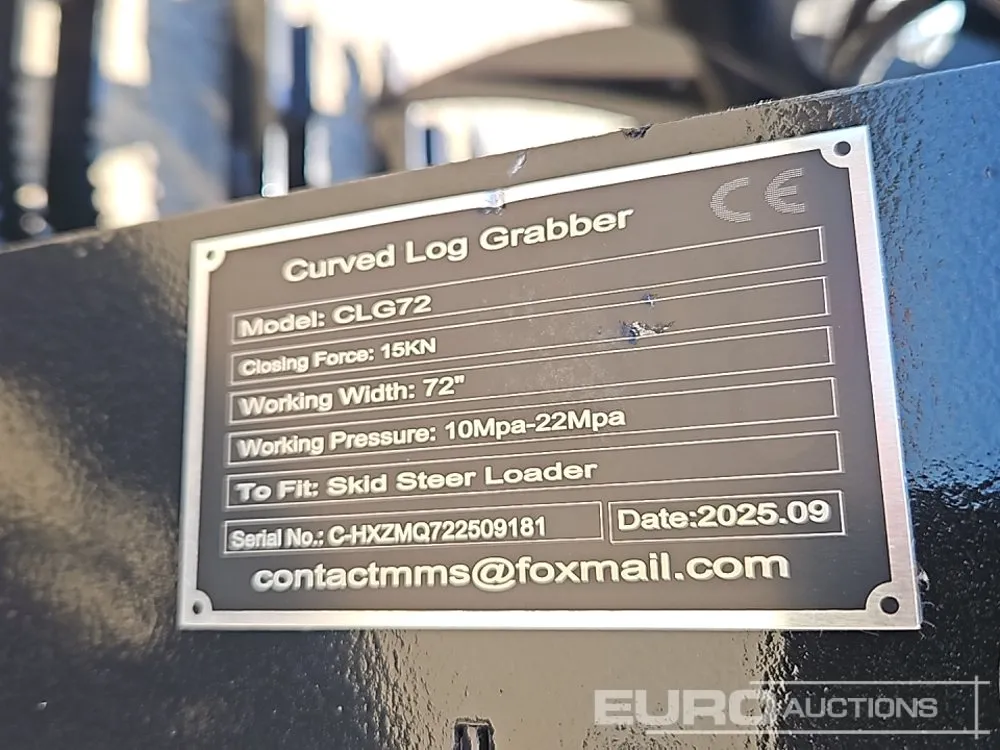 CE
Curved Log Grabber
Model: CLG72
Closing Force: 15KN
Working Width: 72"
Working Pressure: 10Mpa-22Mpa
To Fit: Skid Steer Loader
Serial No.: C-HXZMQ722509181 Date:2025.09
contactmms@foxmail.com
EURO AUCTIONS